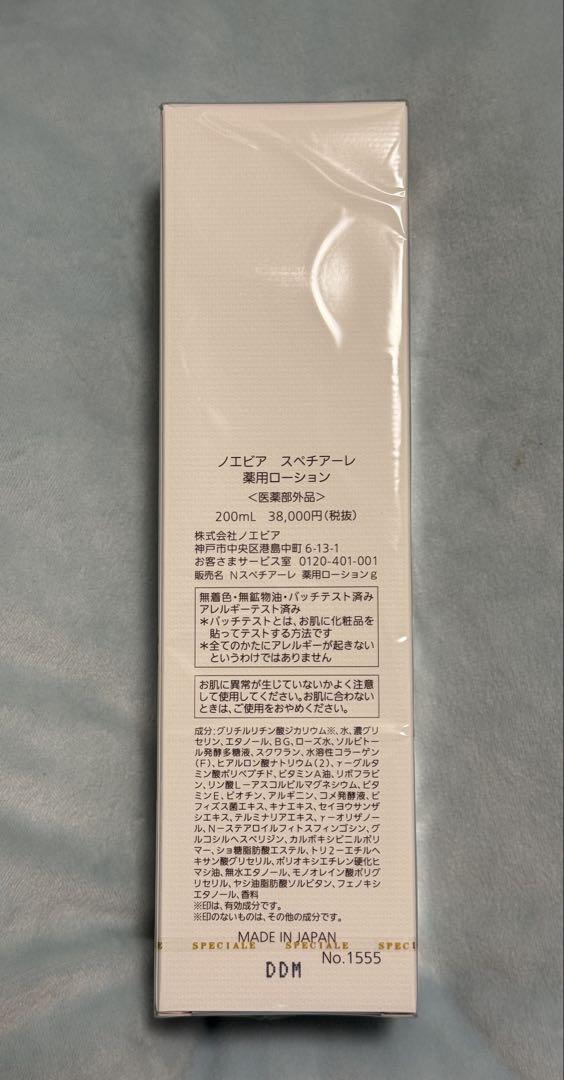 ノエビア　スペチアーレ
薬用ローション
＜医薬部外品＞
200mL　38,000円(税抜)
株式会社ノエビア
神戸市中央区港島中町 6-13-1
お客さまサービス室　0120-401-001
販売名　Nスペチアーレ　薬用ローションg
無着色・無鉱物油・パッチテスト済み
アレルギーテスト済み
＊パッチテストとは、お肌に化粧品を
貼ってテストする方法です
＊全てのかたにアレルギーが起きない
というわけではありません
お肌に異常が生じていないかよく注意
して使用してください。お肌に合わない
ときは、ご使用をおやめください。
成分:グリチルリチン酸ジカリウム※、水、濃グリ
セリン、エタノール、BG、ローズ水、ソルビトー
ル発酵多糖液、スクワラン、水溶性コラーゲン
(F)、ヒアルロン酸ナトリウム(2)、γーグルタ
ミン酸ポリペプチド、ビタミンA油、リボフラビ
ン、リン酸Lーアスコルビルマグネシウム、ビタ
ミンE、ビオチン、アルギニン、コメ発酵液、ビ
フィズス菌エキス、キナエキス、セイヨウサンザ
シエキス、テルミナリアエキス、γーオリザノー
ル、Nーステアロイルフィトスフィンゴシン、グル
コシルヘスペリジン、カルボキシビニルポリ
マー、ショ糖脂肪酸エステル、トリ2ーエチルヘ
キサン酸グリセリル、ポリオキシエチレン硬化ヒ
マシ油、無水エタノール、モノオレイン酸ポリグ
リセリル、ヤシ油脂肪酸ソルビタン、フェノキシ
エタノール、香料
※印は、有効成分です。
※印のないものは、その他の成分です。
MADE IN JAPAN
E SPECIALE SPECIALE SPECI
No.1555
DDM